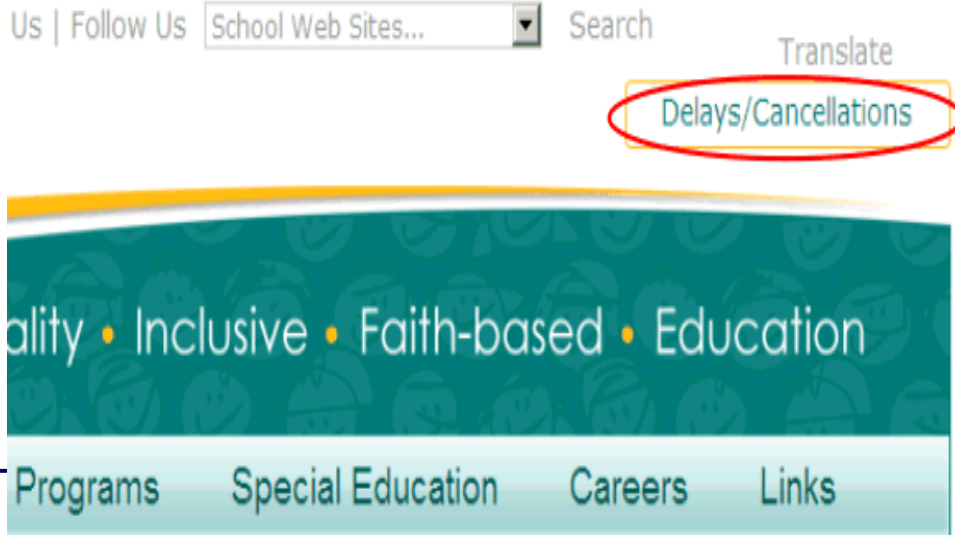 Us | Follow Us School Web Sites... Search
Translate
Delays/Cancellations
ality • Inclusive • Faith-based • Education
Programs Special Education Careers Links